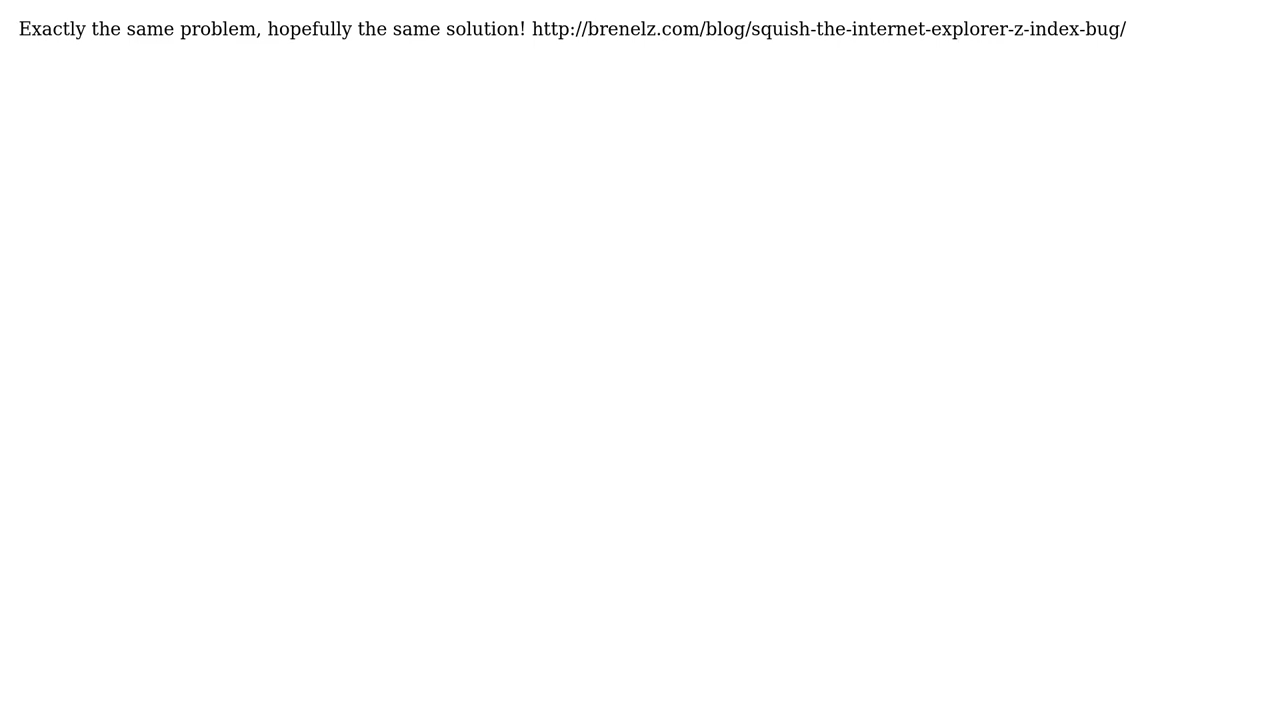 Exactly the same problem, hopefully the same solution! http://brenelz.com/blog/squish-the-internet-explorer-z-index-bug/